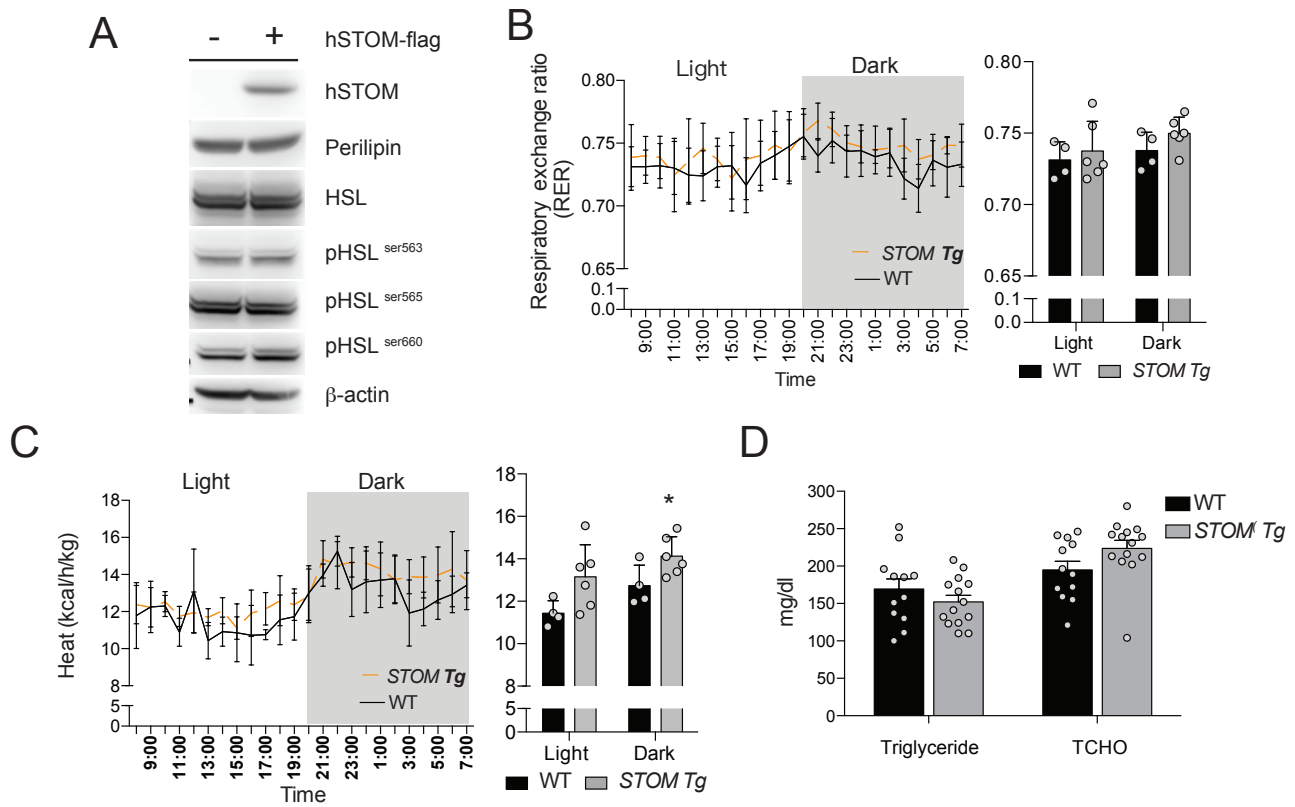 A
- + hSTOM-flag
hSTOM
Perilipin
HSL
pHSL ser563
pHSL ser565
pHSL ser660
β-actin
B
Respiratory exchange ratio
(RER)
Light Dark
0.80
0.75
0.70
0.65
0.1
0.0
STOM Tg
WT
9:00 11:00 13:00 15:00 17:00 19:00 21:00 23:00 1:00 3:00 5:00 7:00
Time
0.80
0.75
0.70
0.65
0.1
0.0
Light Dark
WT STOM Tg
C
Heat (kcal/h/kg)
Light Dark
18
16
14
12
10
8
5
0
STOM Tg
WT
9:00 11:00 13:00 15:00 17:00 19:00 21:00 23:00 1:00 3:00 5:00 7:00
Time
18
16
14
12
10
8
5
0
*
Light Dark
WT STOM Tg
D
mg/dl
300
250
200
150
100
50
0
WT
STOM( Tg
Triglyceride TCHO